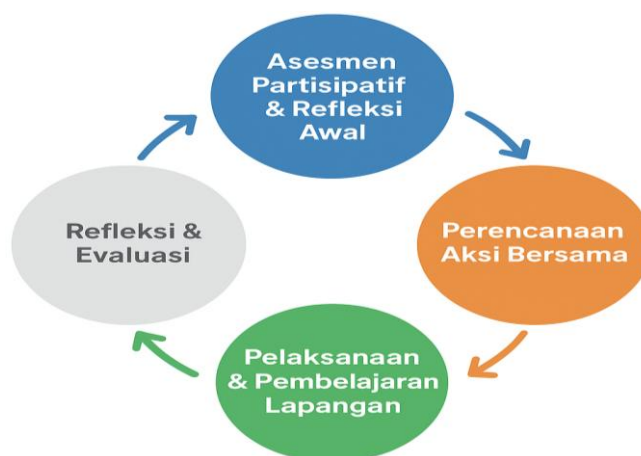 Asesmen
Partisipatif
& Refleksi
Awal
Perencanaan
Aksi Bersama
Pelaksanaan
& Pembelajaran
Lapangan
Refleksi &
Evaluasi